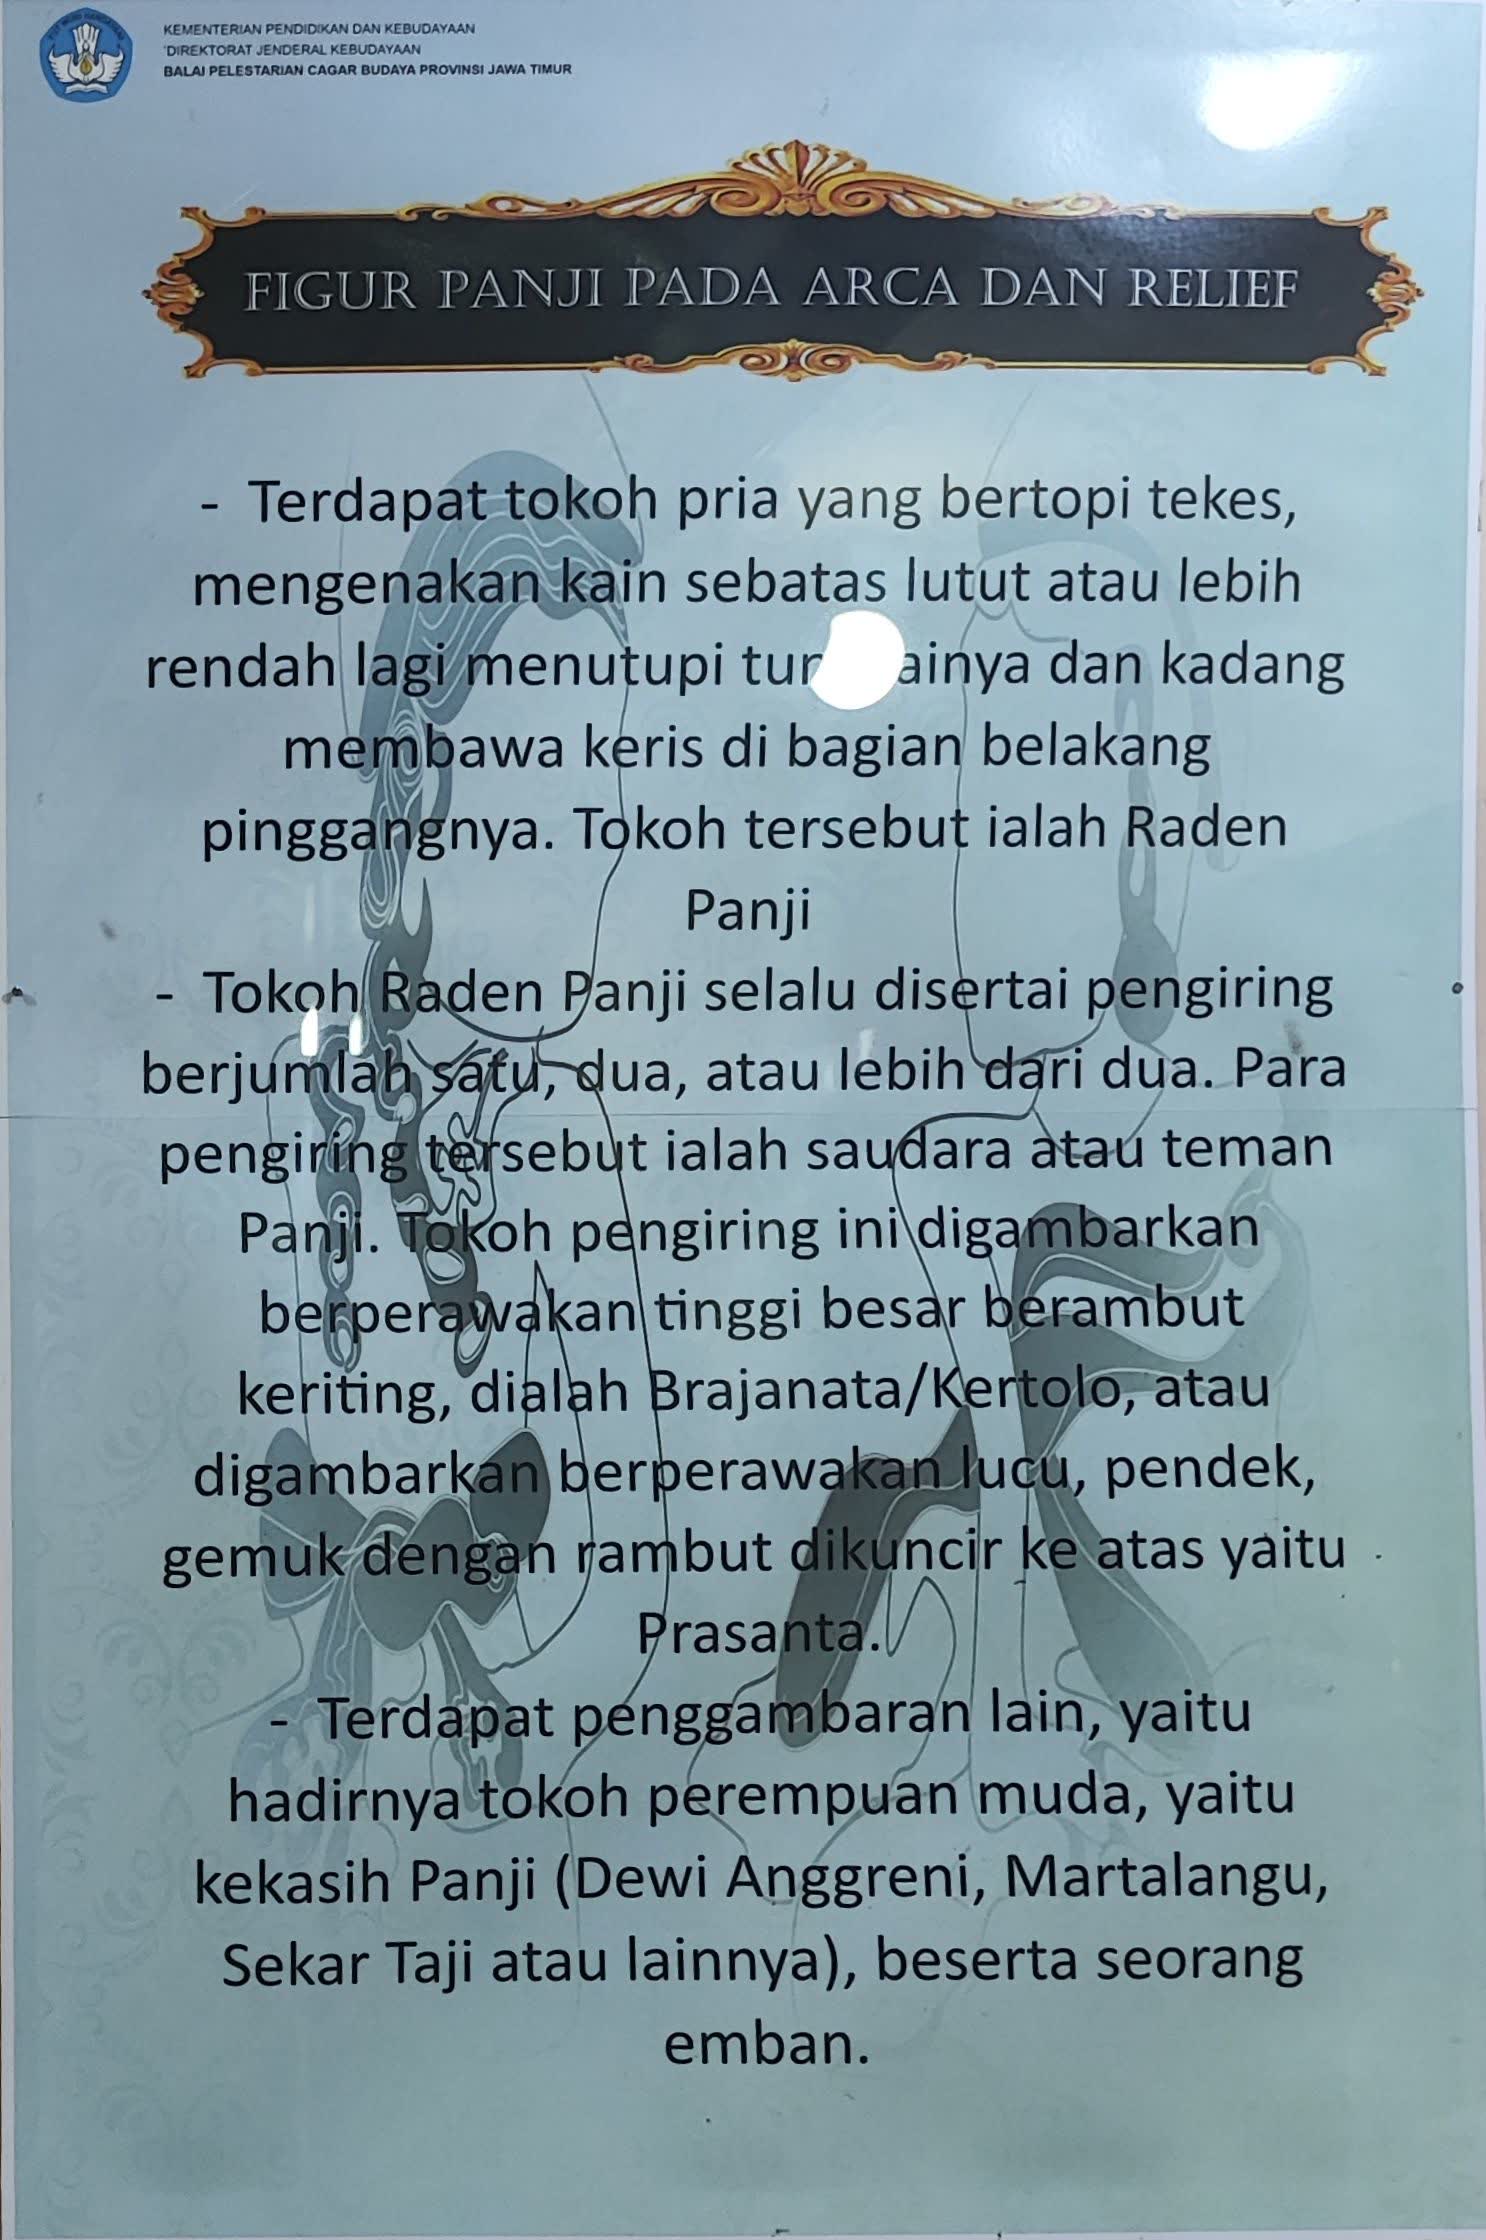 KEMENTERIAN PENDIDIKAN DAN KEBUDAYAAN
DIREKTORAT JENDERAL KEBUDAYAAN
BALAI PELESTARIAN CAGAR BUDAYA PROVINSI JAWA TIMUR
FIGUR PANJI PADA ARCA DAN RELIEF
- Terdapat tokoh pria yang bertopi tekes,
mengenakan kain sebatas lutut atau lebih
rendah lagi menutupi dan kadang
membawa keris di bagian belakang
pinggangnya. Tokoh tersebut ialah Raden
Panji
- Tokoh Raden Panji selalu disertai pengiring
berjumlah satu, dua, atau lebih dari dua. Para
pengiring tersebut ialah saudara atau teman
Panji. Tokoh pengiring ini digambarkan
berperawakan tinggi besar berambut
keriting, dialah Brajanata/Kertolo, atau
digambarkan berperawakan lucu, pendek,
gemuk dengan rambut dikuncir ke atas yaitu
Prasanta.
- Terdapat penggambaran lain, yaitu
hadirnya tokoh perempuan muda, yaitu
kekasih Panji (Dewi Anggreni, Martalangu,
Sekar Taji atau lainnya), beserta seorang
emban.